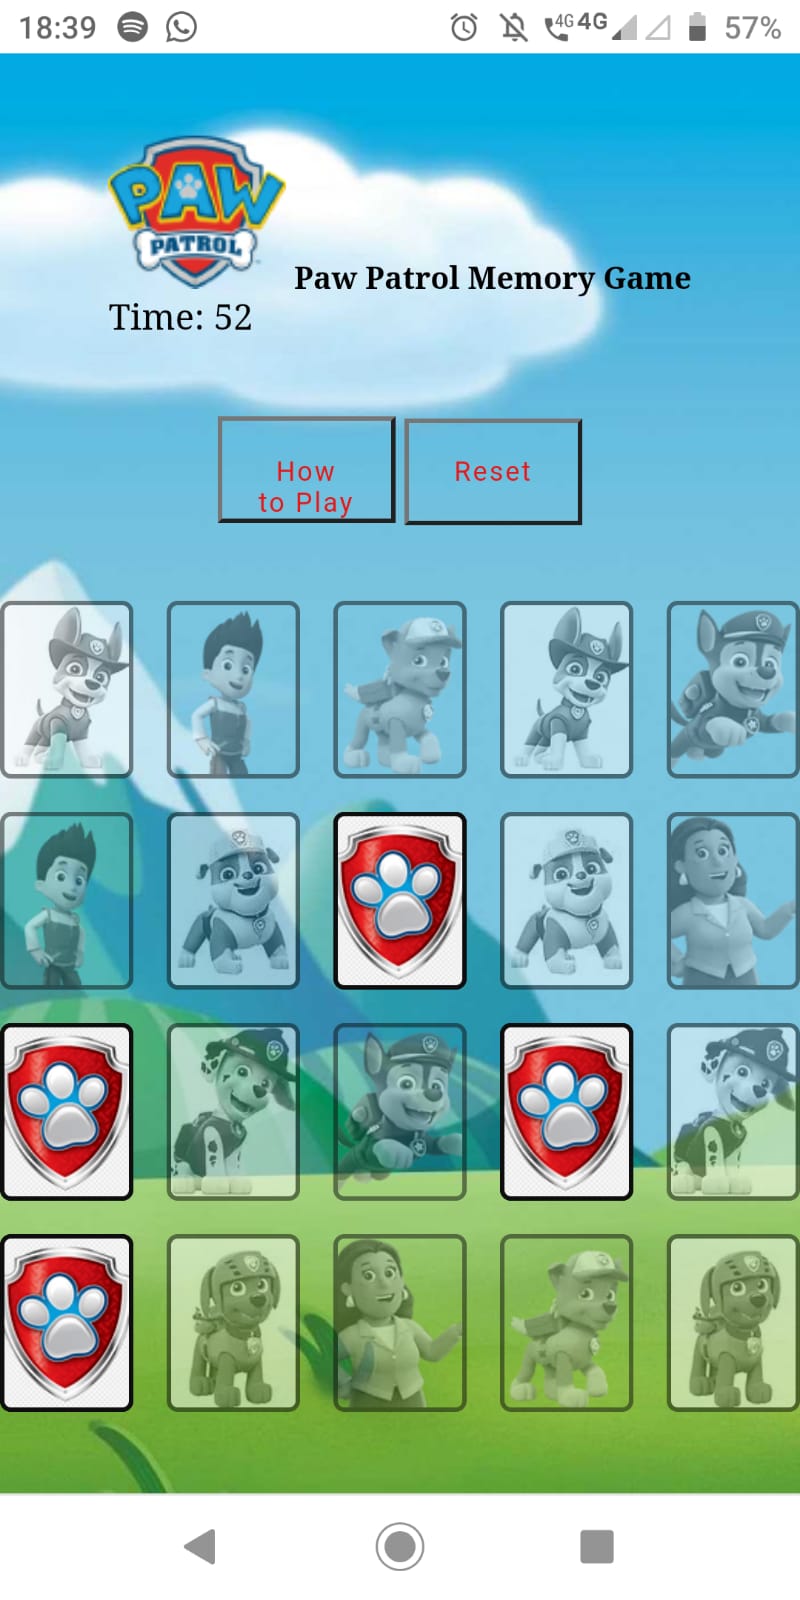 18:39 4G 4G 57%
PAW
PATROL
Paw Patrol Memory Game
Time: 52
How
to Play
Reset